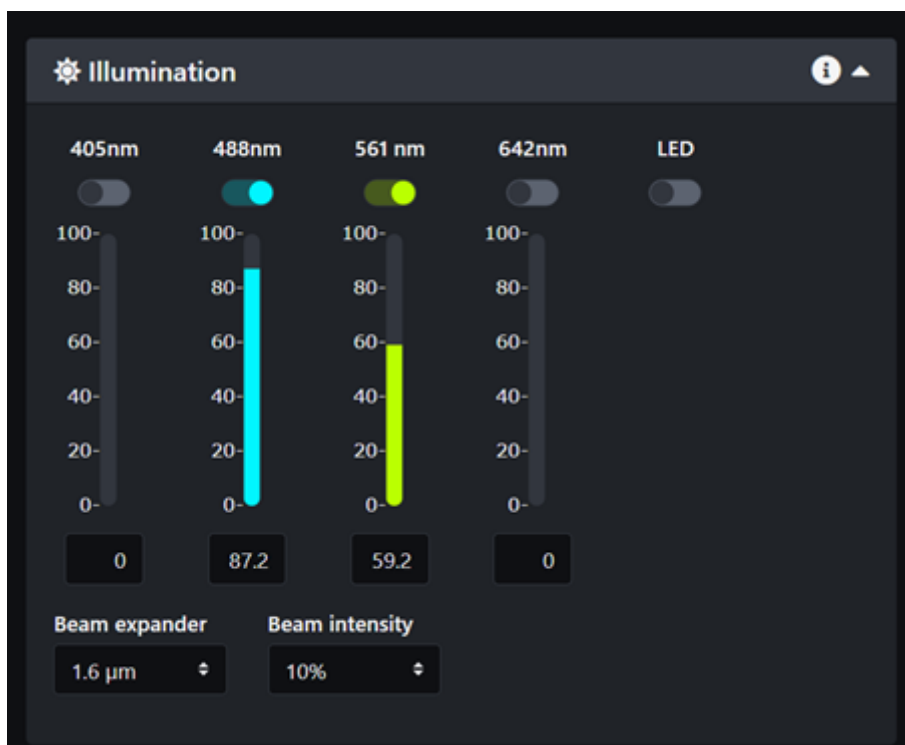 Illumination
405nm 488nm 561 nm 642nm LED
100- 100- 100- 100-
80- 80- 80- 80-
60- 60- 60- 60-
40- 40- 40- 40-
20- 20- 20- 20-
0- 0- 0- 0-
0 87.2 59.2 0
Beam expander Beam intensity
1.6 µm 10%